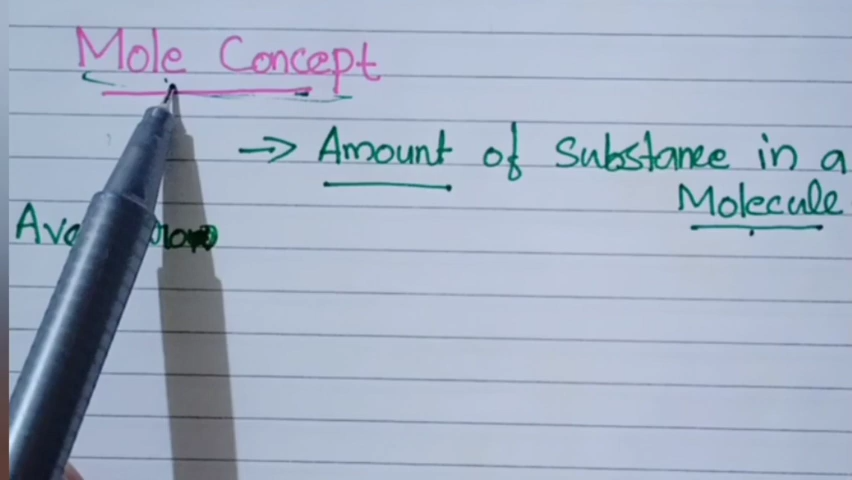 Mole Concept
→ Amount of Substance in a
Molecule